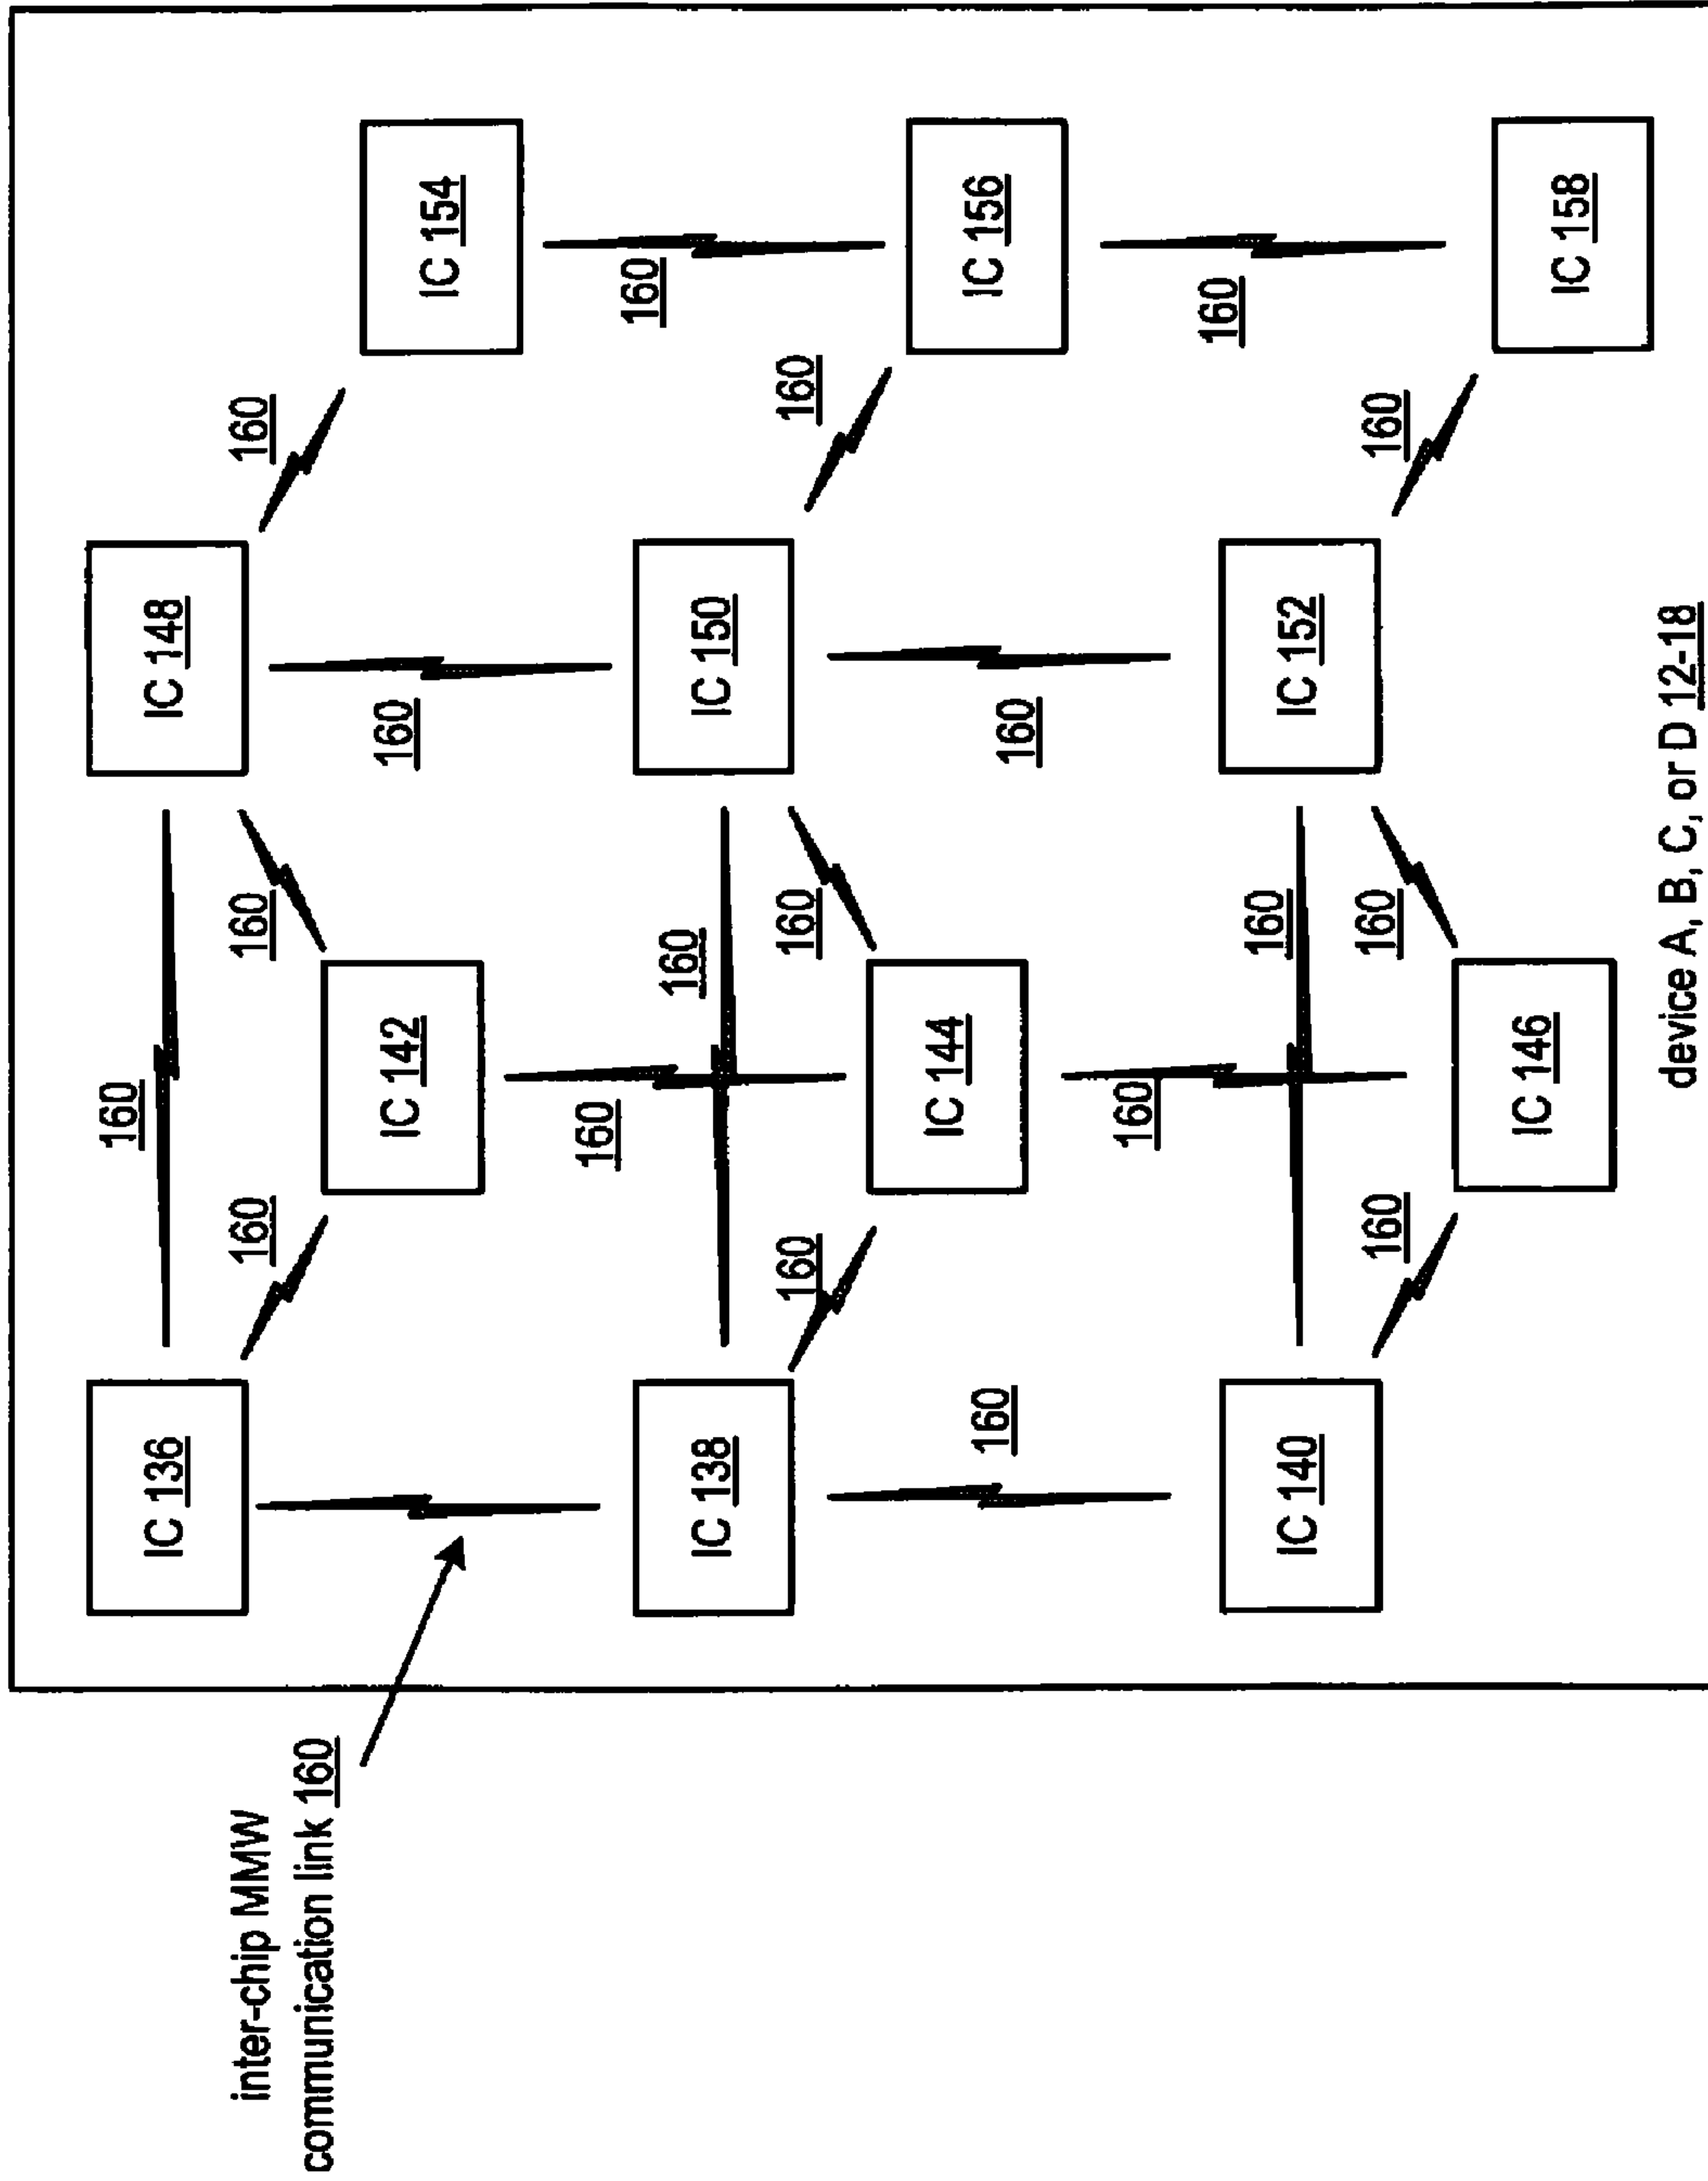 160
IC 136
IC 148
inter-chip MMW
communication link 160
160
160
160
160
IC 142
IC 154
160
160
160
IC 138
IC 150
160
160
160
IC 144
IC 156
160
160
160
160
160
IC 140
IC 152
160
160
160
IC 146
IC 158
device A, B, C, or D 12-18